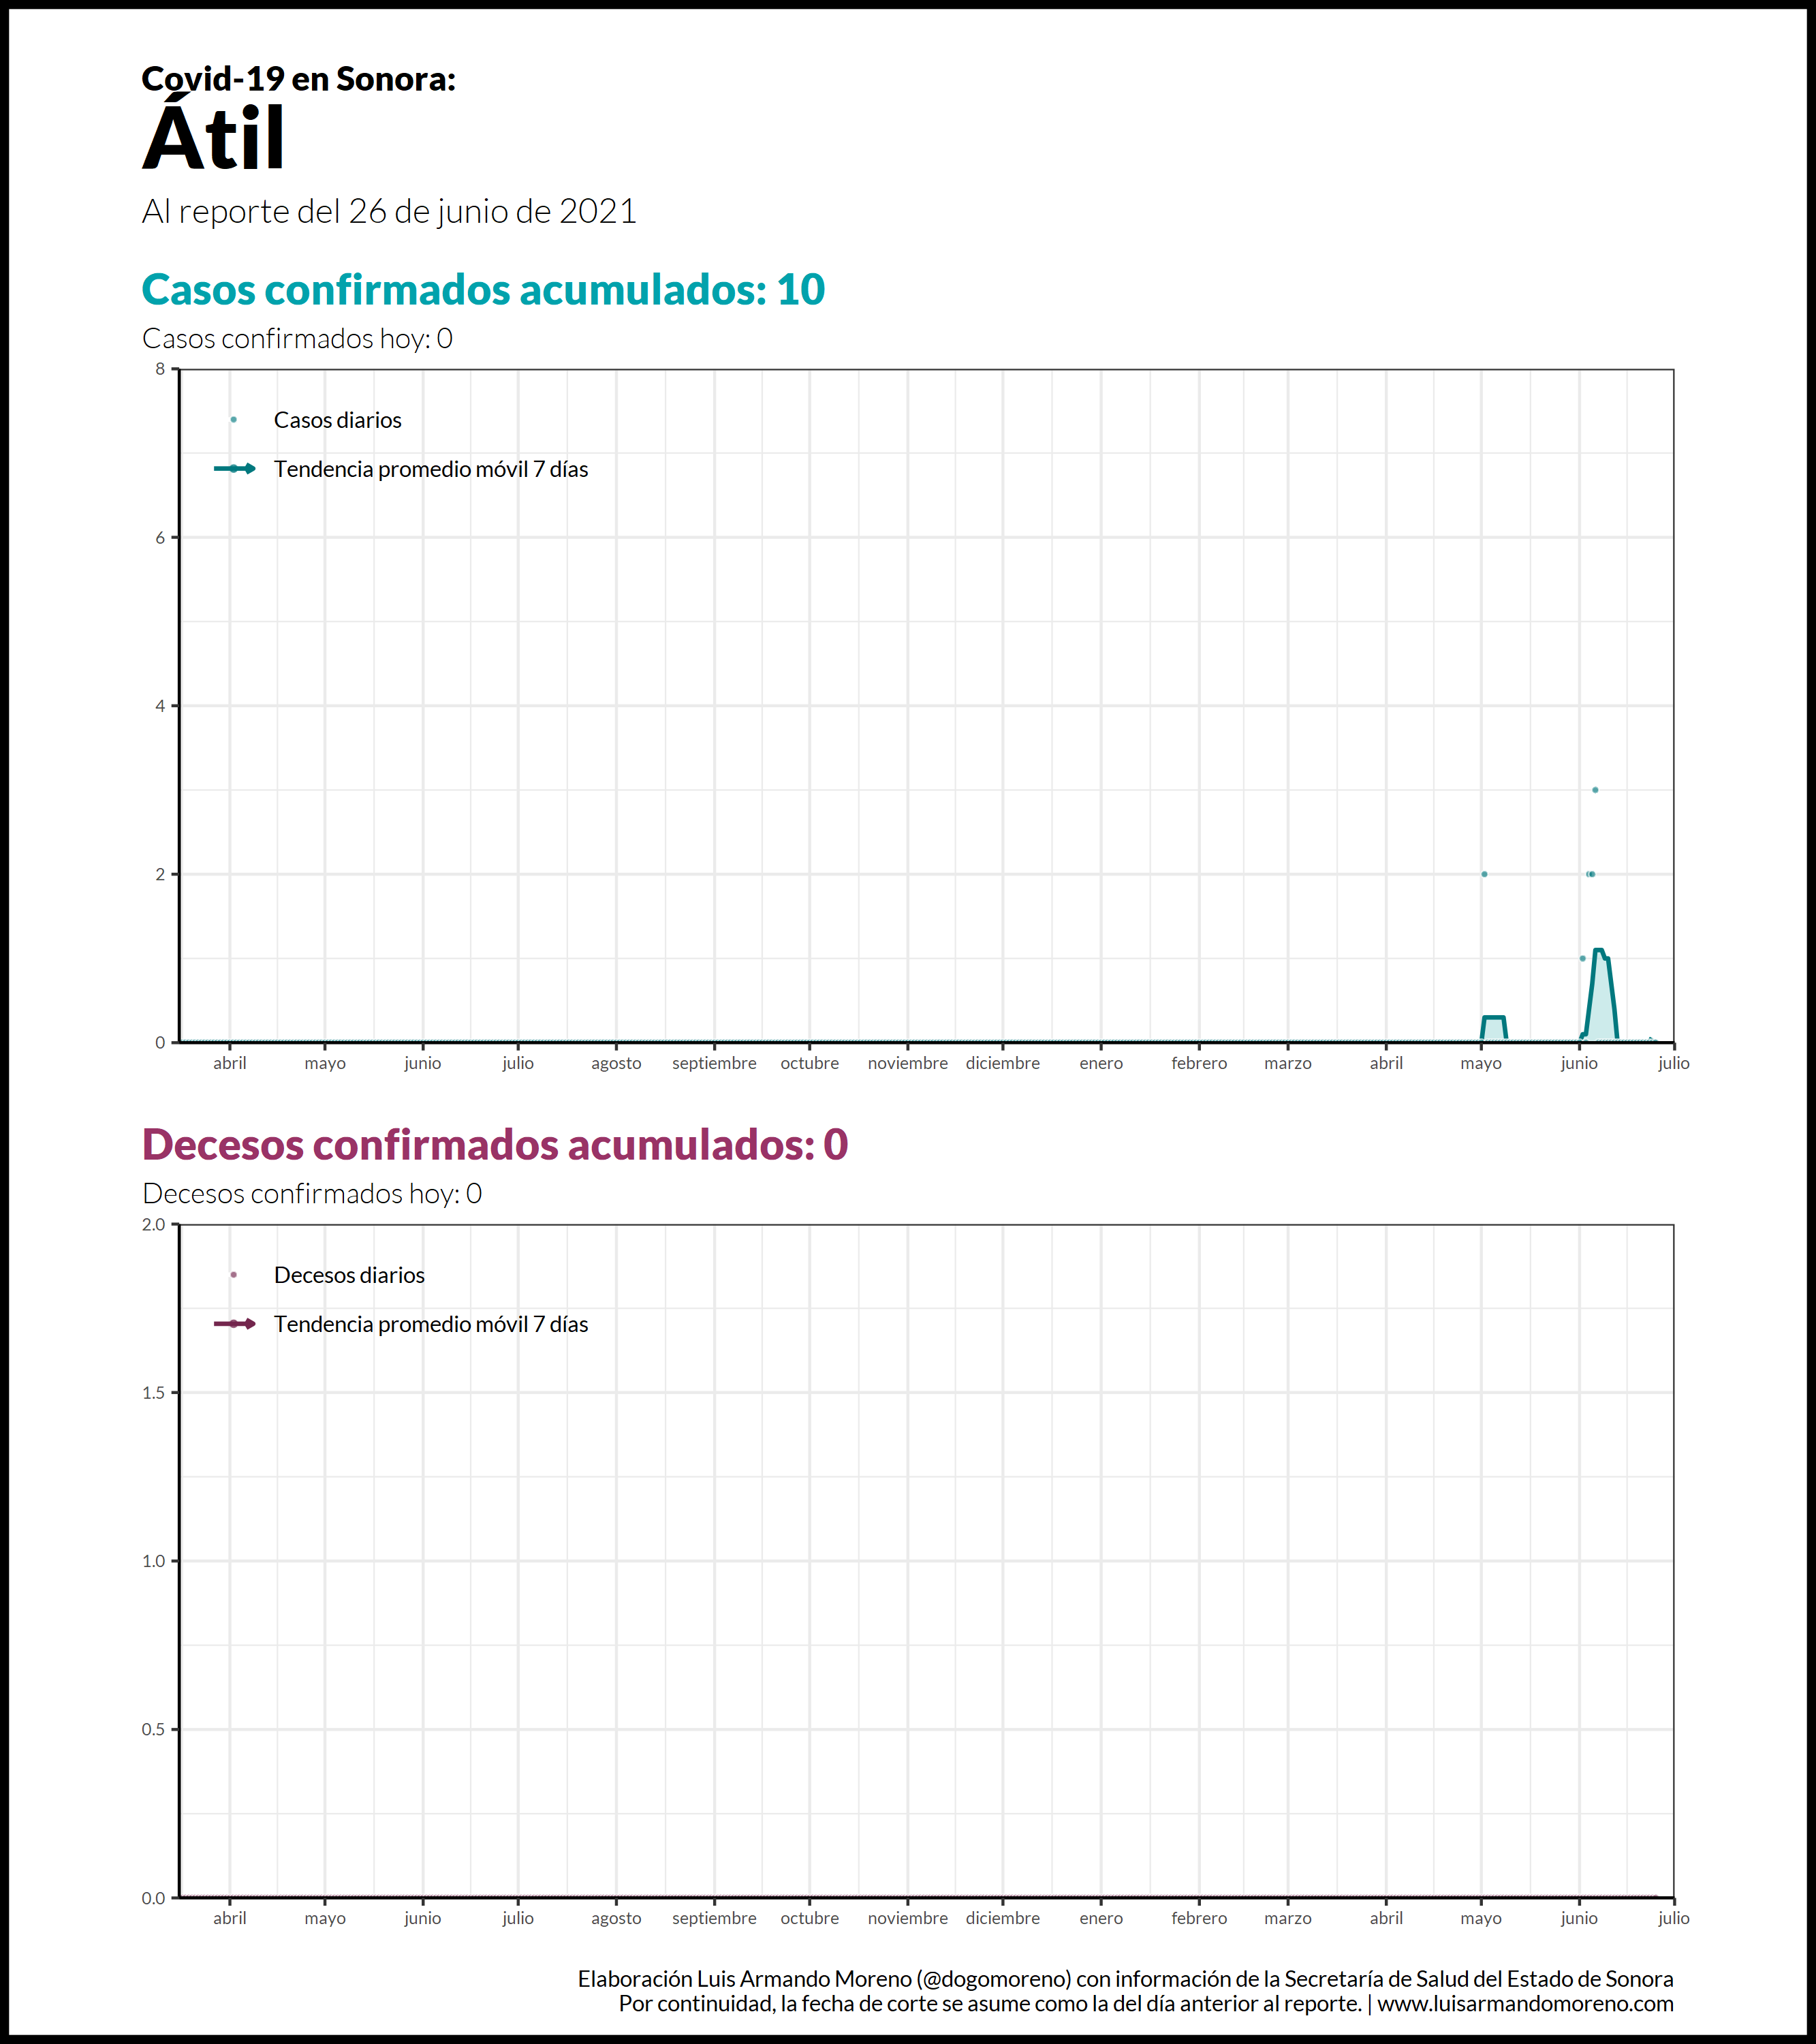 Covid-19 en Sonora:
Átil
Al reporte del 26 de junio de 2021
Casos confirmados acumulados: 10
Casos confirmados hoy: 0
8
Casos diarios
Tendencia promedio móvil 7 días
6
4
2
0
abril mayo junio julio agosto septiembre octubre noviembre diciembre enero febrero marzo abril mayo junio julio
Decesos confirmados acumulados: 0
Decesos confirmados hoy: 0
2.0
Decesos diarios
Tendencia promedio móvil 7 días
1.5
1.0
0.5
0.0
abril mayo junio julio agosto septiembre octubre noviembre diciembre enero febrero marzo abril mayo junio julio
Elaboración Luis Armando Moreno (@dogomoreno) con información de la Secretaría de Salud del Estado de Sonora
Por continuidad, la fecha de corte se asume como la del día anterior al reporte. | www.luisarmandomoreno.com